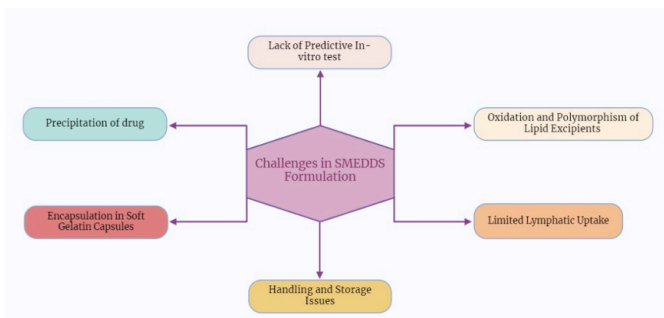 Lack of Predictive In-
vitro test
Precipitation of drug
Oxidation and Polymorphism of
Lipid Excipients
Challenges in SMEDDS
Formulation
Encapsulation in Soft
Gelatin Capsules
Limited Lymphatic Uptake
Handling and Storage
Issues